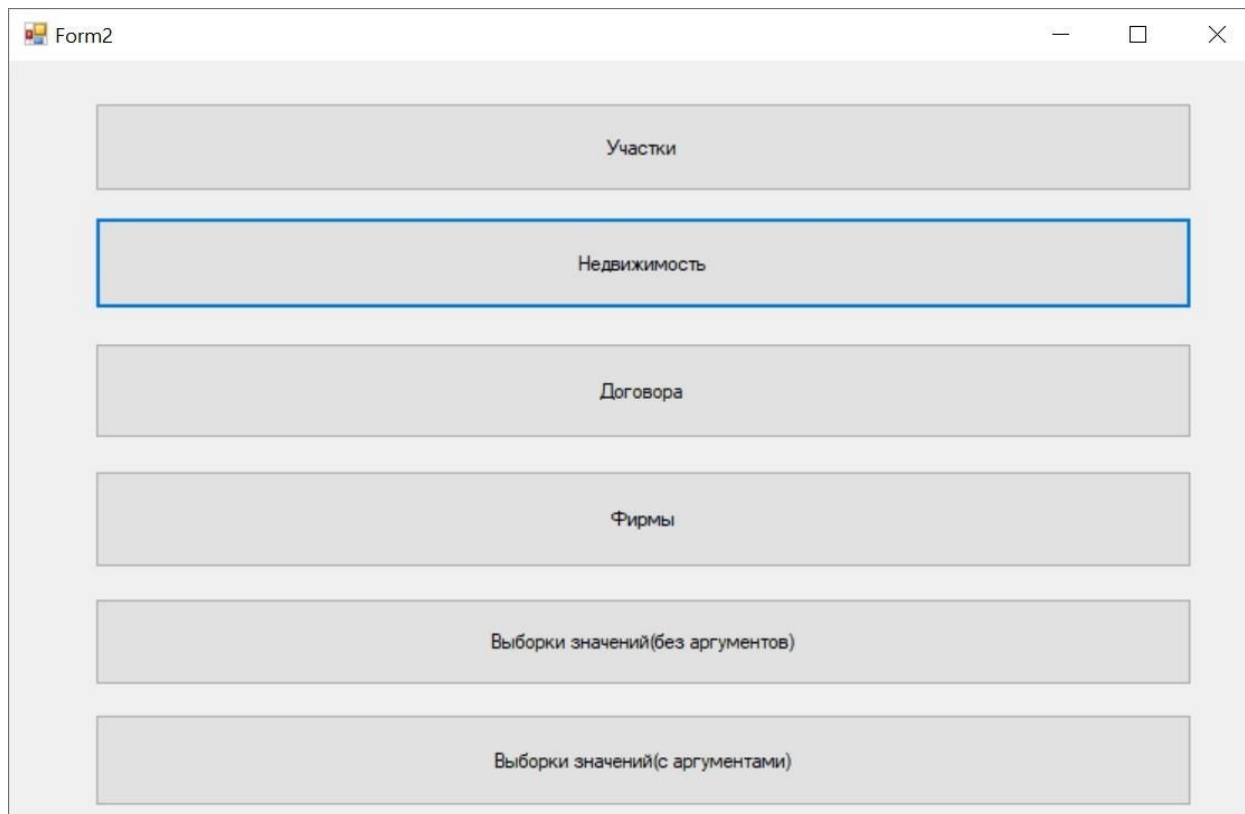 Form2
Участки
Недвижимость
Договора
Фирмы
Выборки значений(без аргументов)
Выборки значений(с аргументами)